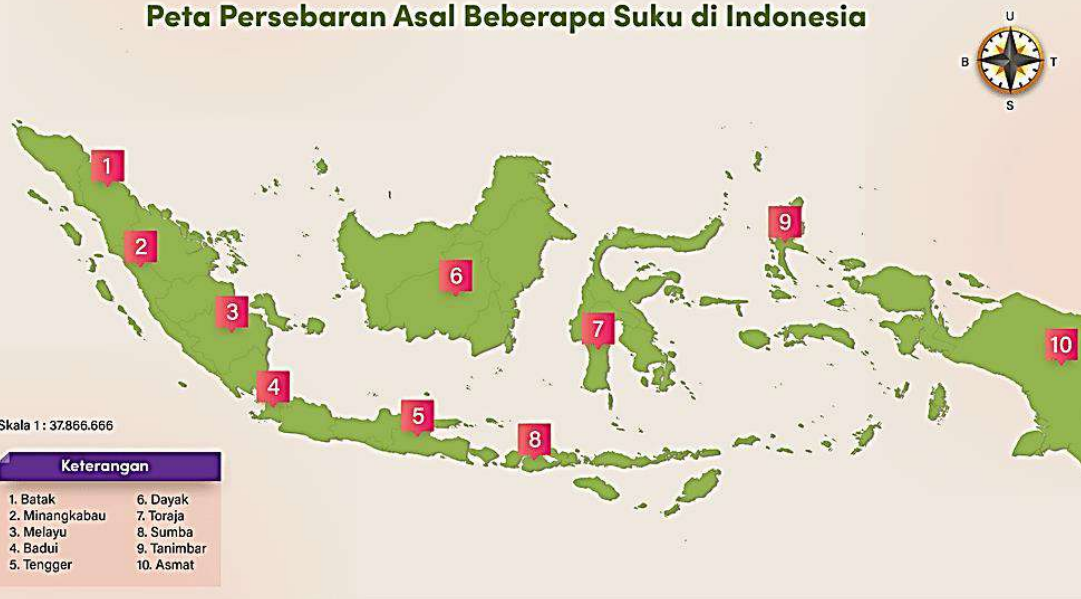 Peta Persebaran Asal Beberapa Suku di Indonesia
U
B
T
S
1
2
3
4
5
6
7
8
9
10
Skala 1 : 37.866.666
Keterangan
1. Batak
2. Minangkabau
3. Melayu
4. Badui
5. Tengger
6. Dayak
7. Toraja
8. Sumba
9. Tanimbar
10. Asmat